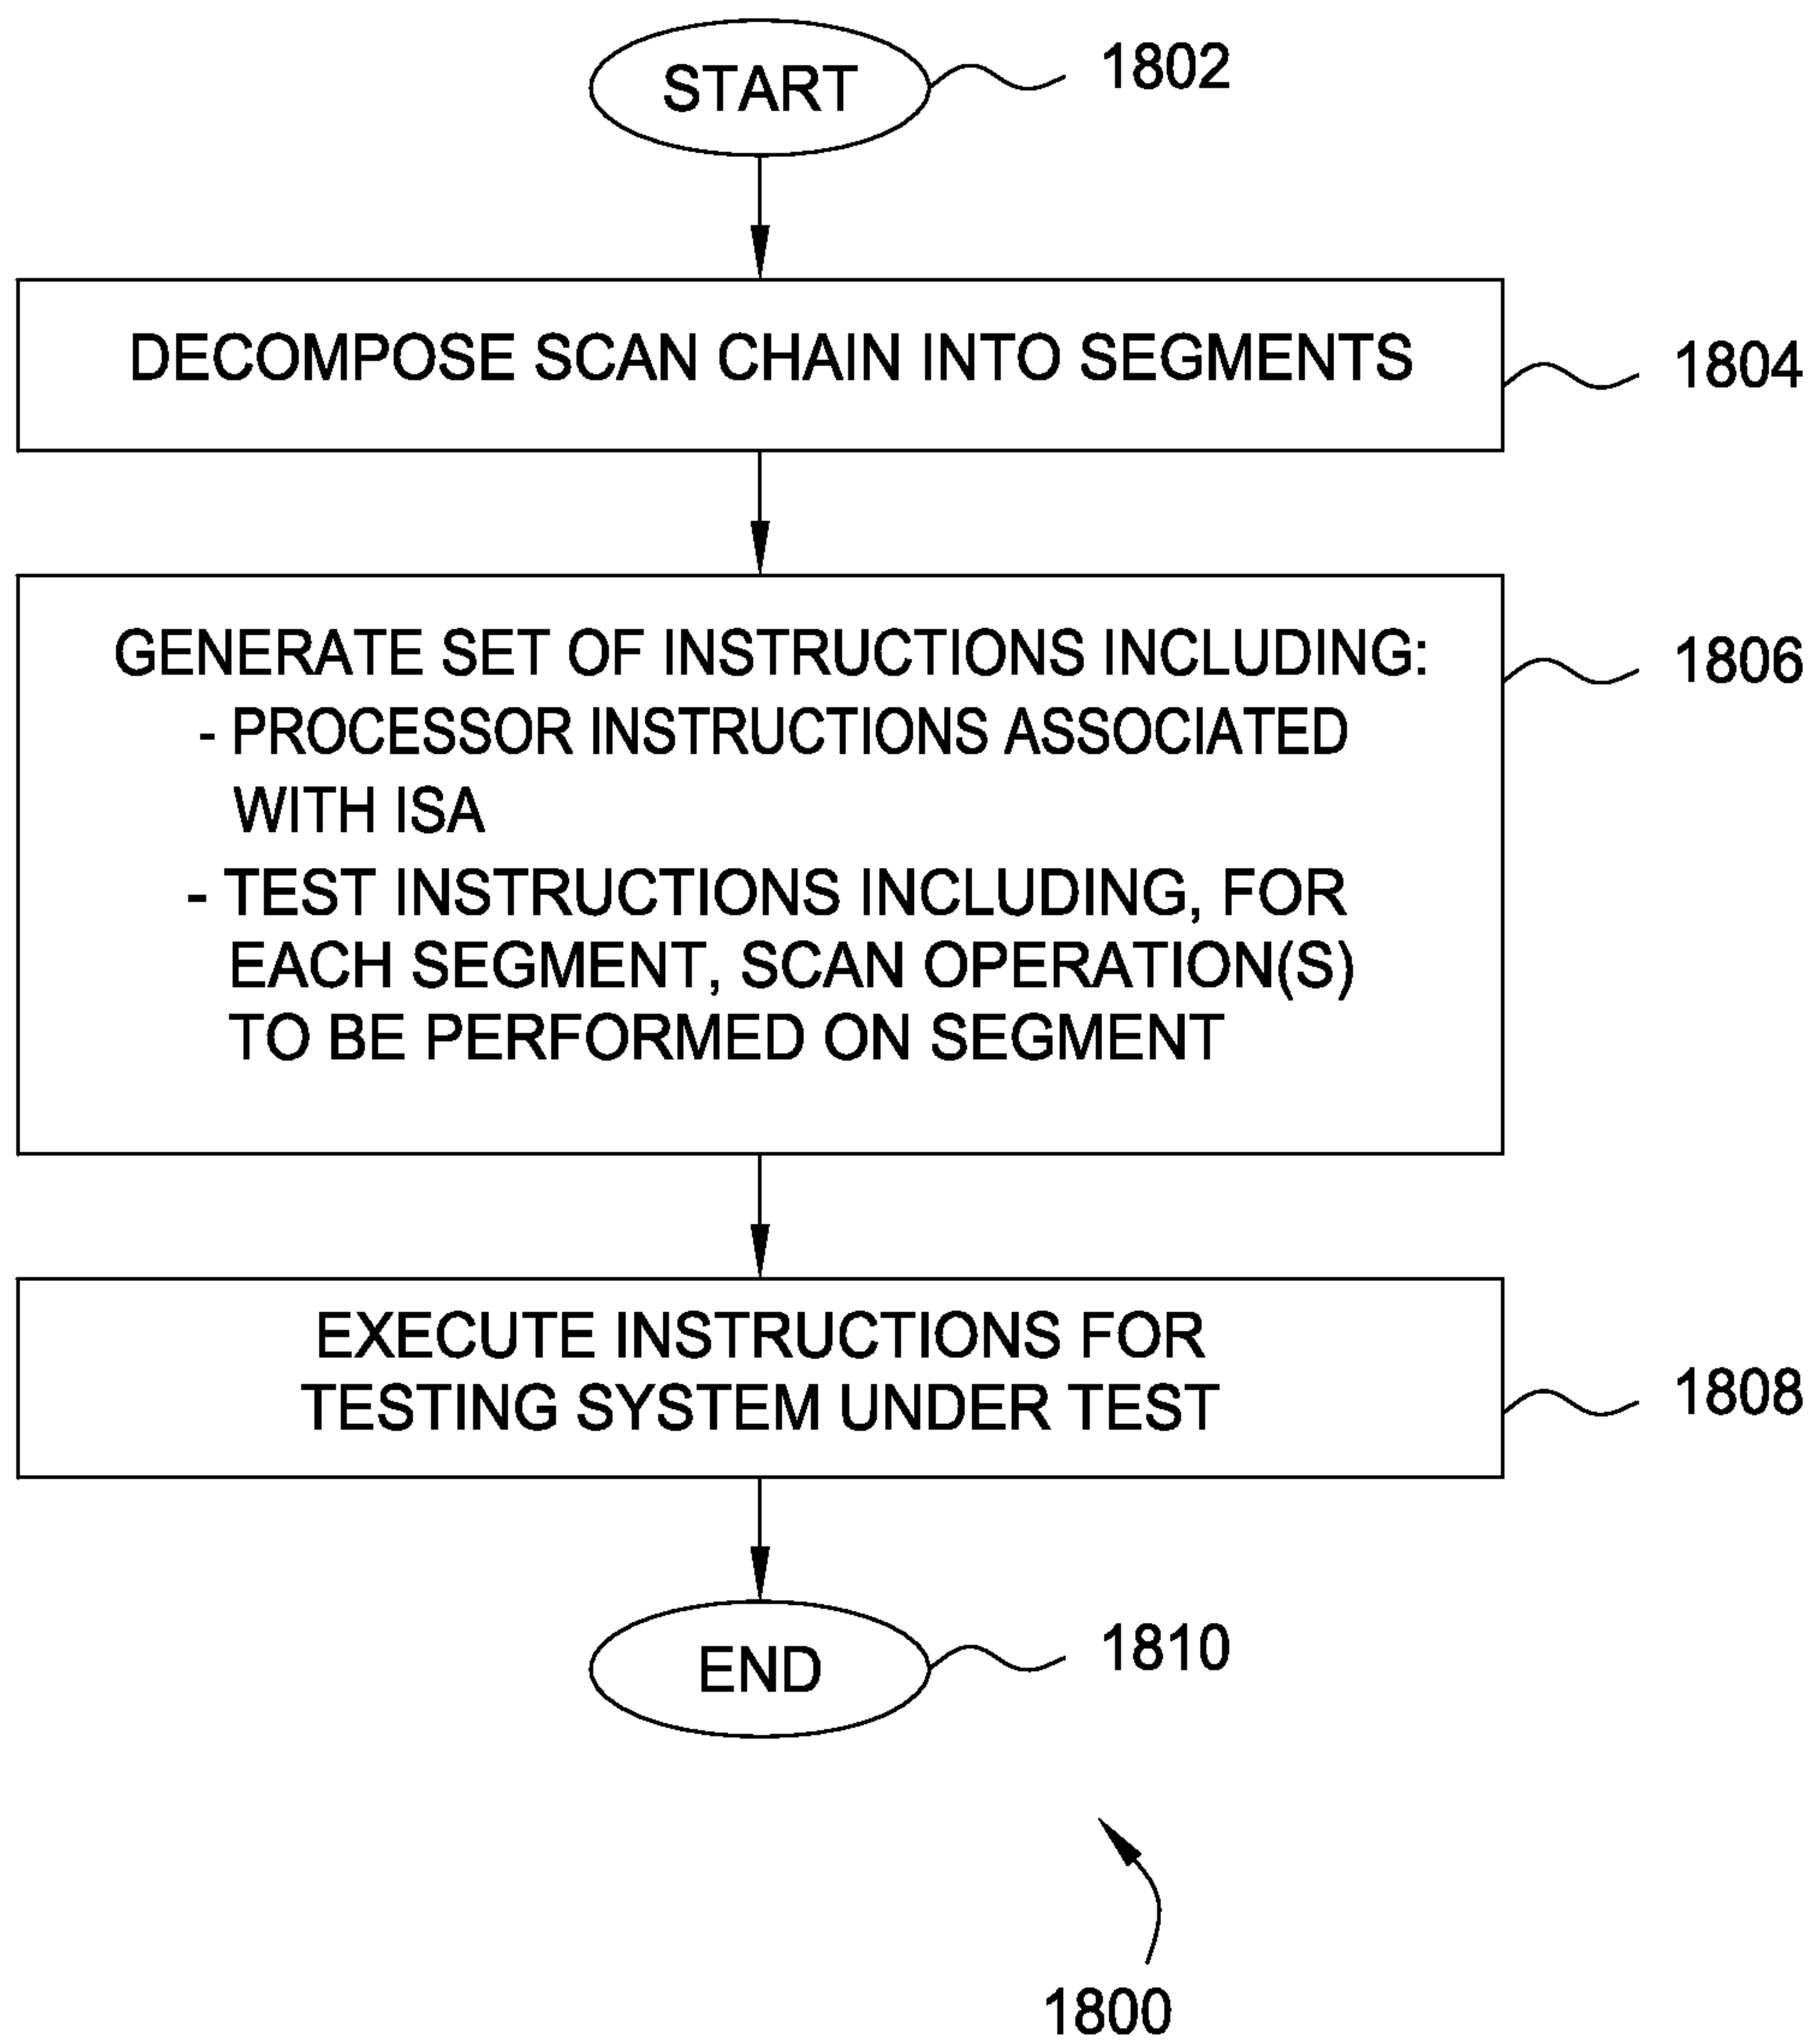 START
1802
DECOMPOSE SCAN CHAIN INTO SEGMENTS
1804
GENERATE SET OF INSTRUCTIONS INCLUDING:
- PROCESSOR INSTRUCTIONS ASSOCIATED
WITH ISA
- TEST INSTRUCTIONS INCLUDING, FOR
EACH SEGMENT, SCAN OPERATION(S)
TO BE PERFORMED ON SEGMENT
1806
EXECUTE INSTRUCTIONS FOR
TESTING SYSTEM UNDER TEST
1808
END
1810
1800